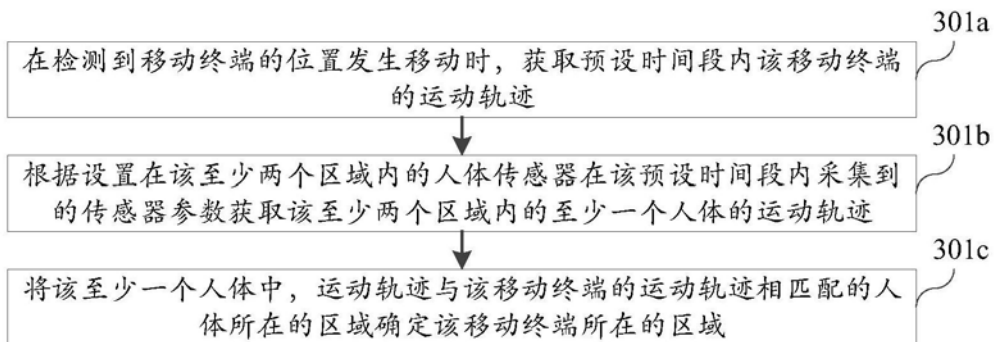 301a
在检测到移动终端的位置发生移动时，获取预设时间段内该移动终端
的运动轨迹
301b
根据设置在该至少两个区域内的人体传感器在该预设时间段内采集到
的传感器参数获取该至少两个区域内的至少一个人体的运动轨迹
301c
将该至少一个人体中，运动轨迹与该移动终端的运动轨迹相匹配的人
体所在的区域确定该移动终端所在的区域